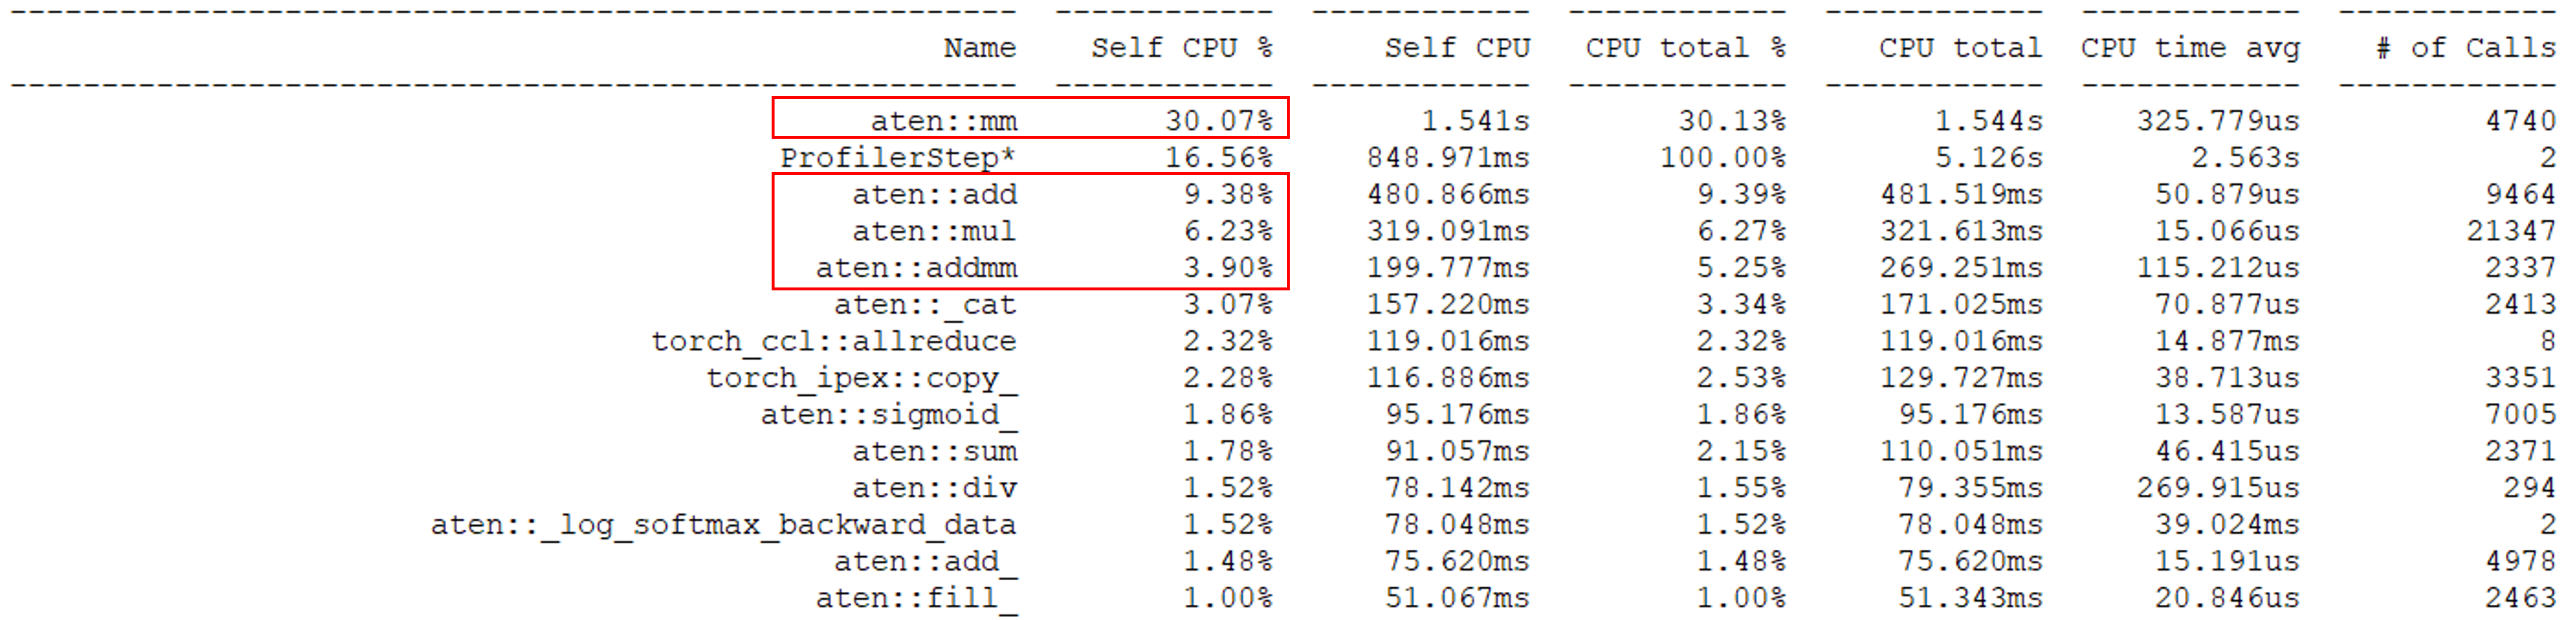 ------------------------------------------------------- ------------ ------------ ------------ ------------ ------------ ------------
Name Self CPU % Self CPU CPU total % CPU total CPU time avg # of Calls
------------------------------------------------------- ------------ ------------ ------------ ------------ ------------ ------------
aten::mm 30.07% 1.541s 30.13% 1.544s 325.779us 4740
ProfilerStep* 16.56% 848.971ms 100.00% 5.126s 2.563s 2
aten::add 9.38% 480.866ms 9.39% 481.519ms 50.879us 9464
aten::mul 6.23% 319.091ms 6.27% 321.613ms 15.066us 21347
aten::addmm 3.90% 199.777ms 5.25% 269.251ms 115.212us 2337
aten::_cat 3.07% 157.220ms 3.34% 171.025ms 70.877us 2413
torch_ccl::allreduce 2.32% 119.016ms 2.32% 119.016ms 14.877ms 8
torch_ipex::copy_ 2.28% 116.886ms 2.53% 129.727ms 38.713us 3351
aten::sigmoid_ 1.86% 95.176ms 1.86% 95.176ms 13.587us 7005
aten::sum 1.78% 91.057ms 2.15% 110.051ms 46.415us 2371
aten::div 1.52% 78.142ms 1.55% 79.355ms 269.915us 294
aten::_log_softmax_backward_data 1.52% 78.048ms 1.52% 78.048ms 39.024ms 2
aten::add_ 1.48% 75.620ms 1.48% 75.620ms 15.191us 4978
aten::fill_ 1.00% 51.067ms 1.00% 51.343ms 20.846us 2463